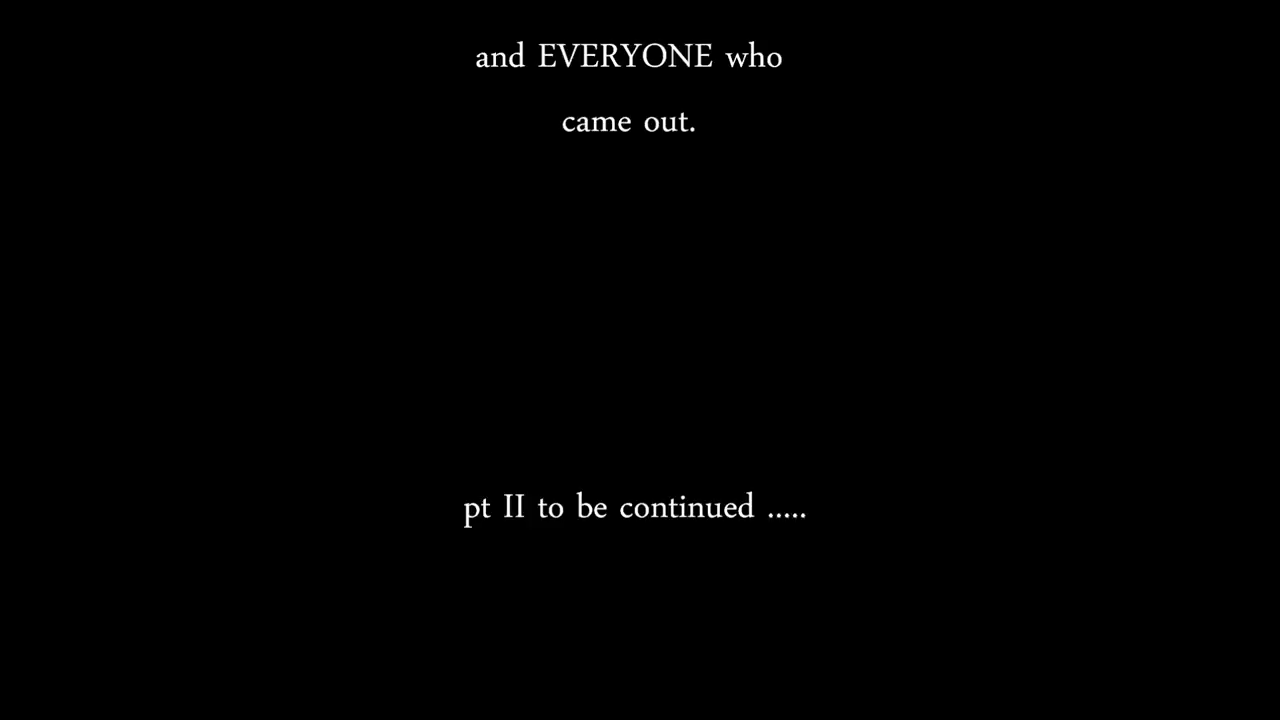 and EVERYONE who
came out.
pt II to be continued .....